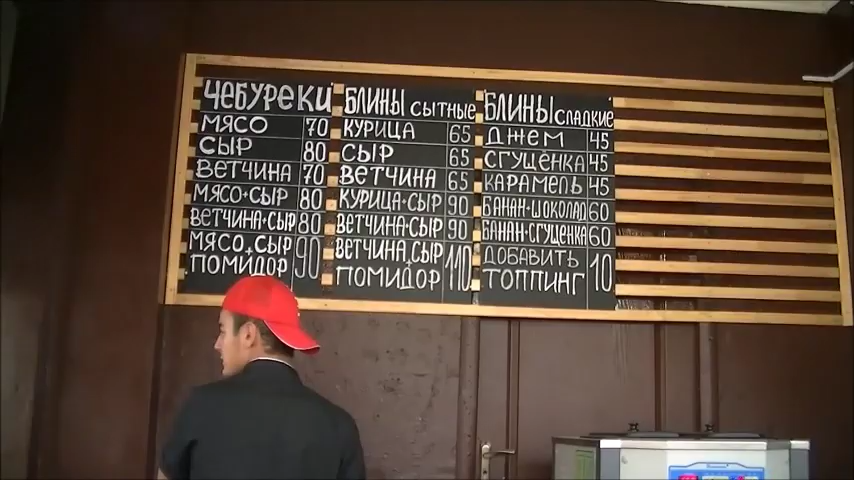 ЧЕБУРЕКИ
МЯСО 70
СЫР 80
ВЕТЧИНА 70
МЯСО·СЫР 80
ВЕТЧИНА·СЫР 80
МЯСО, СЫР
ПОМИДОР 90
БЛИНЫ СЫТНЫЕ
КУРИЦА 65
СЫР 65
ВЕТЧИНА 65
КУРИЦА·СЫР 90
ВЕТЧИНА·СЫР 90
ВЕТЧИНА, СЫР
ПОМИДОР 110
БЛИНЫ СЛАДКИЕ
ДЖЕМ 45
СГУЩЁНКА 45
КАРАМЕЛЬ 45
БАНАН·ШОКОЛАД 60
БАНАН·СГУЩЕНКА 60
ДОБАВИТЬ
ТОППИНГ 10